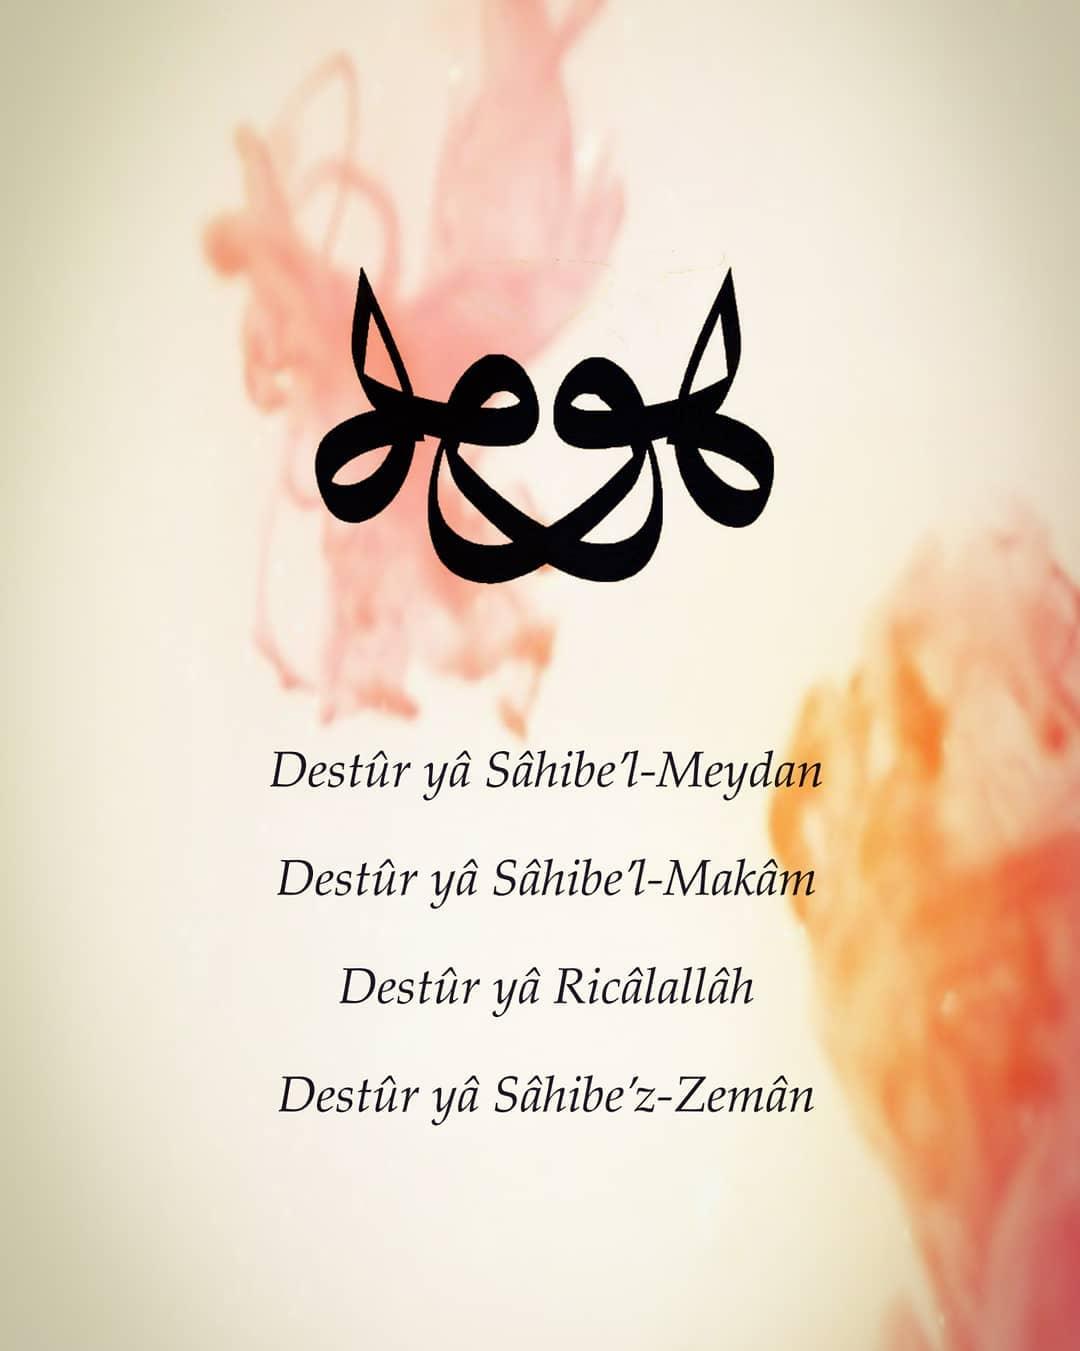 هو
Destûr yâ Sâhibe'l-Meydan
Destûr yâ Sâhibe'l-Makâm
Destûr yâ Ricâlallâh
Destûr yâ Sâhibe'z-Zemân